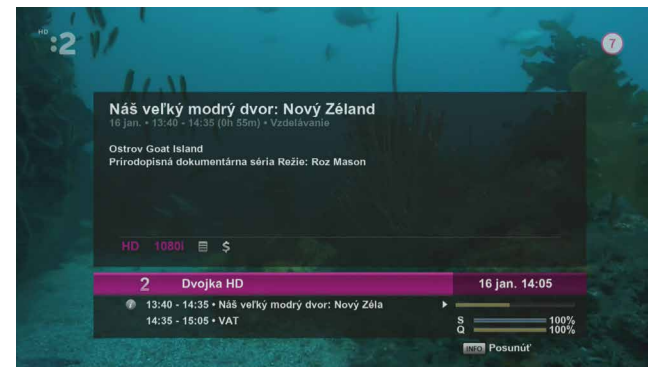 HD
:2
7
Náš veľký modrý dvor: Nový Zéland
16 jan. • 13:40 - 14:35 (0h 55m) • Vzdelávanie
Ostrov Goat Island
Prírodopisná dokumentárna séria Režie: Roz Mason
HD 1080i $
2 Dvojka HD 16 jan. 14:05
13:40 - 14:35 • Náš veľký modrý dvor: Nový Zéla
14:35 - 15:05 • VAT
S 100%
Q 100%
INFO Posunúť